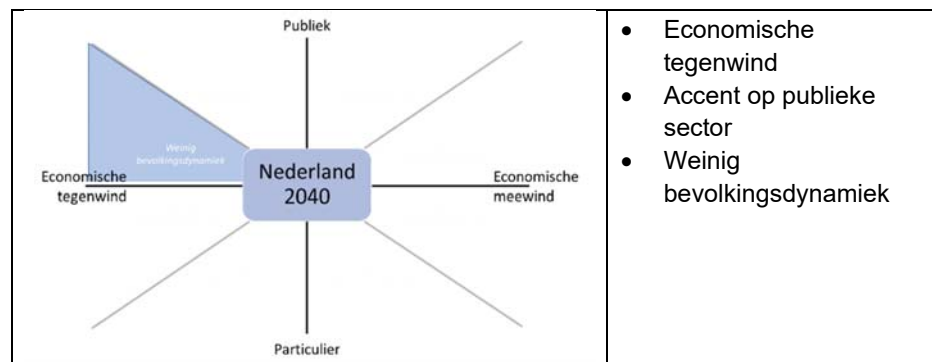 Publiek
Weinig
bevolkingsdynamiek
Economische
tegenwind
Nederland
2040
Economische
meewind
Particulier
• Economische
tegenwind
• Accent op publieke
sector
• Weinig
bevolkingsdynamiek